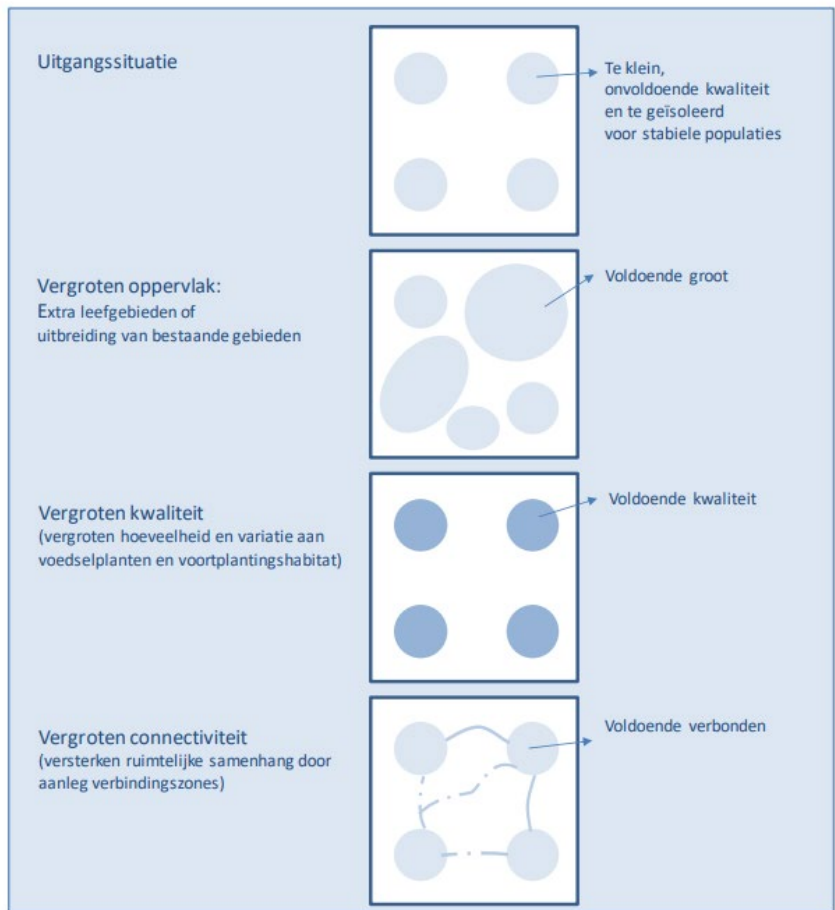 Uitgangssituatie
Te klein,
onvoldoende kwaliteit
en te geïsoleerd
voor stabiele populaties
Vergroten oppervlak:
Extra leefgebieden of
uitbreiding van bestaande gebieden
Voldoende groot
Vergroten kwaliteit
(vergroten hoeveelheid en variatie aan
voedselplanten en voortplantingshabitat)
Voldoende kwaliteit
Vergroten connectiviteit
(versterken ruimtelijke samenhang door
aanleg verbindingszones)
Voldoende verbonden